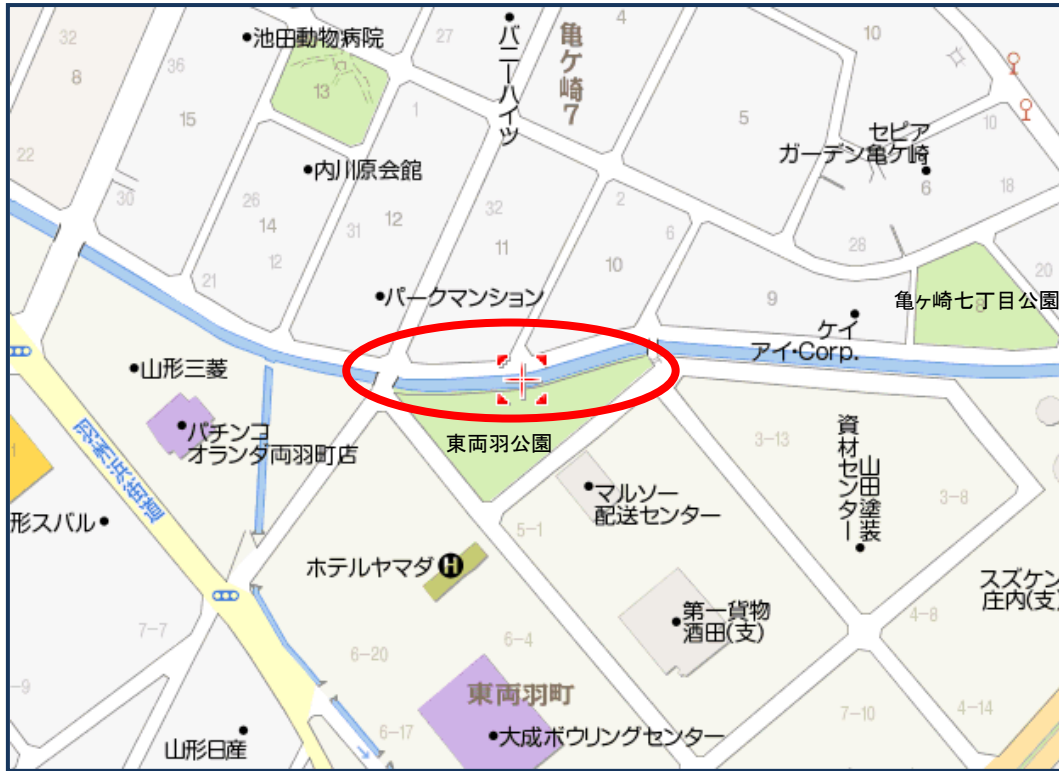 32
8
36
15
池田動物病院
13
27
バニーハイツ
4
亀ケ崎7
10
5
1
セピア
ガーデン亀ケ崎
10
6
18
22
30
内川原会館
26
14
12
31
12
32
11
2
10
6
28
21
パークマンション
9
ケイ
アイ・Corp.
20
亀ヶ崎七丁目公園
山形三菱
パチンコ
オランダ両羽町店
羽州浜街道
東両羽公園
3-13
資材センター
山田塗装
3-8
マルソー
配送センター
形スバル
5-1
ホテルヤマダ
H
第一貨物
酒田(支)
スズケン
庄内(支)
4-8
7-7
-9
6-20
6-4
東両羽町
6-17
大成ボウリングセンター
7-10
4-14
山形日産